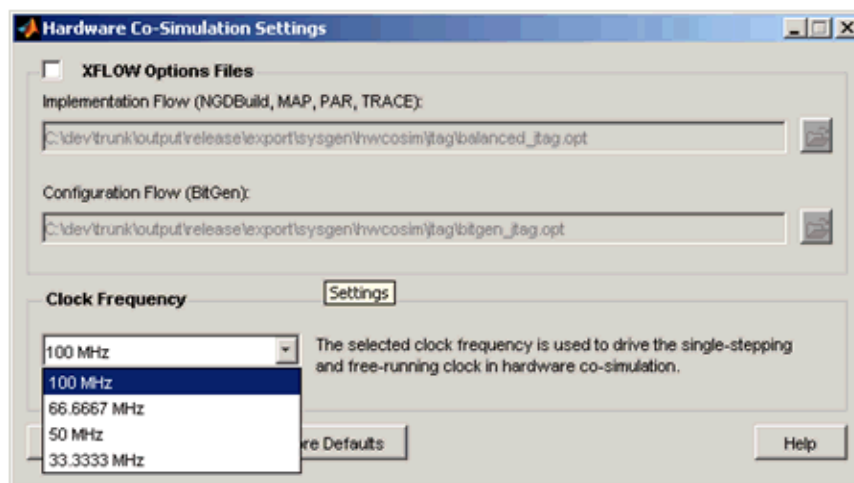 Hardware Co-Simulation Settings
XFLOW Options Files
Implementation Flow (NGDBuild, MAP, PAR, TRACE):
C:\dev\trunk\output\release\export\sysgen\hwcosim\jtag\balanced_jtag.opt
Configuration Flow (BitGen):
C:\dev\trunk\output\release\export\sysgen\hwcosim\jtag\bitgen_jtag.opt
Settings
Clock Frequency
100 MHz
The selected clock frequency is used to drive the single-stepping
and free-running clock in hardware co-simulation.
100 MHz
66.6667 MHz
50 MHz
33.3333 MHz
re Defaults
Help